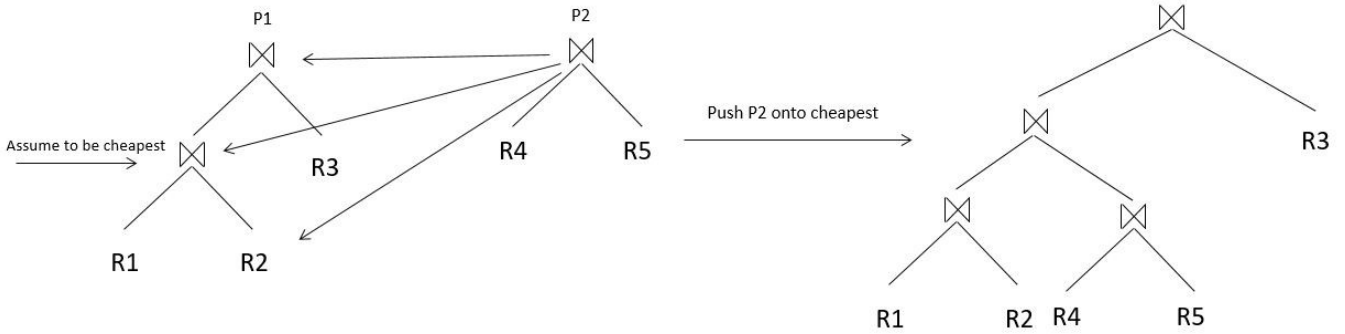 P1
P2
Assume to be cheapest
R3
R4
R5
R1
R2
Push P2 onto cheapest
R3
R1
R2
R4
R5